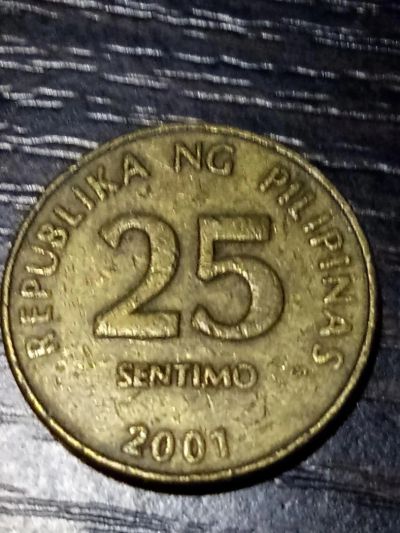 REPUBLIKA NG PILIPINAS
25
SENTIMO
2001